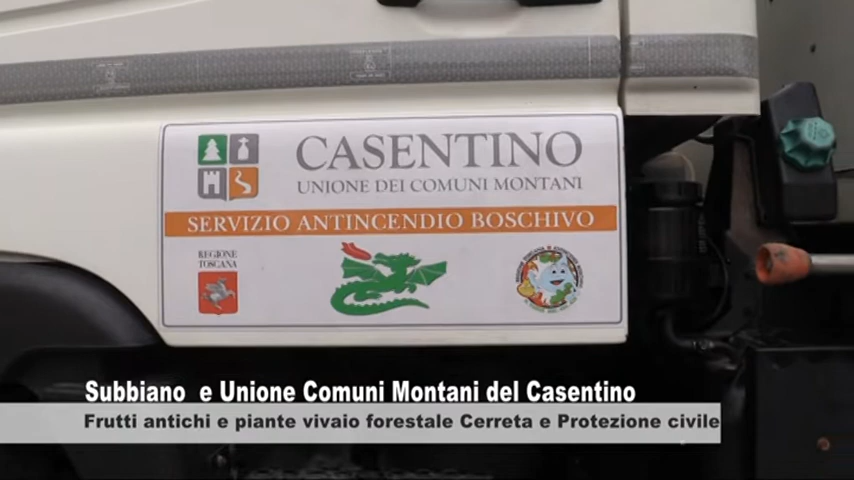 CASENTINO
UNIONE DEI COMUNI MONTANI
SERVIZIO ANTINCENDIO BOSCHIVO
REGIONE
TOSCANA
Subbiano e Unione Comuni Montani del Casentino
Frutti antichi e piante vivaio forestale Cerreta e Protezione civile